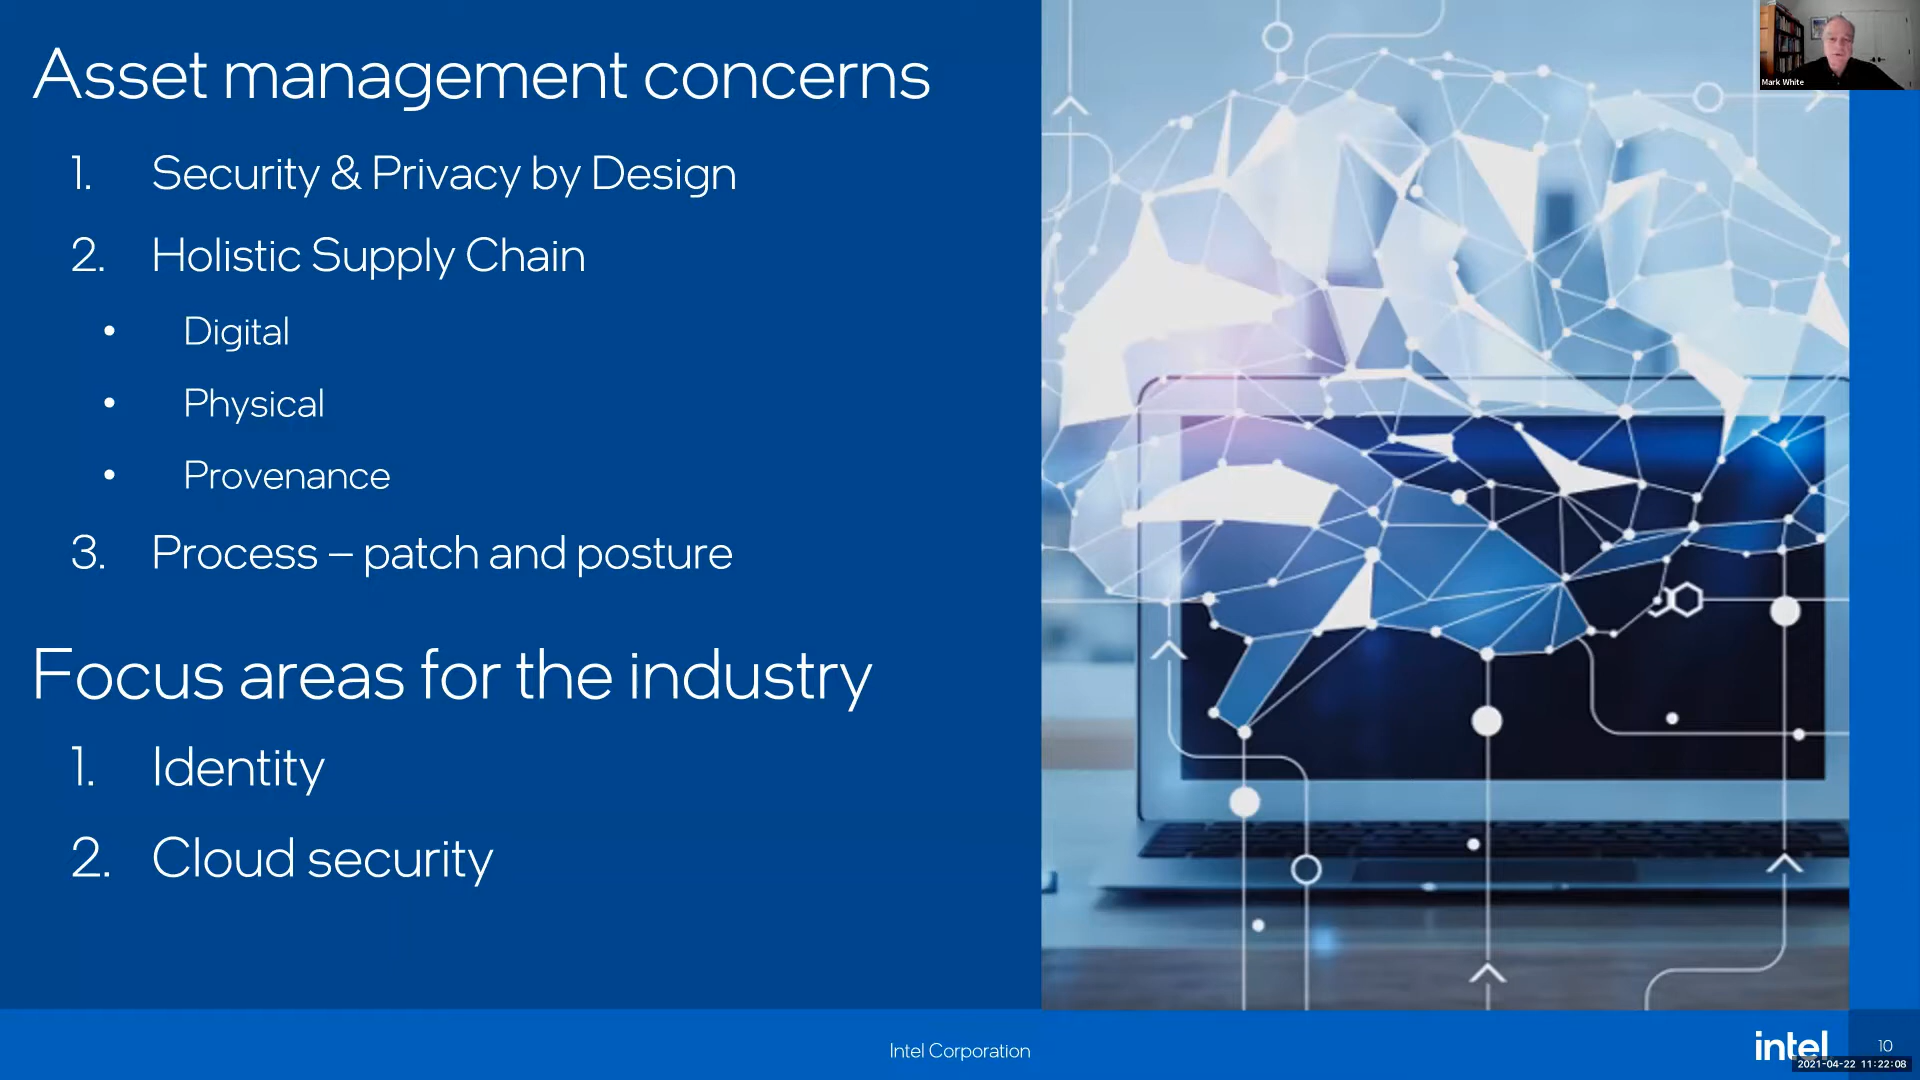 Asset management concerns
1. Security & Privacy by Design
2. Holistic Supply Chain
• Digital
• Physical
• Provenance
3. Process – patch and posture
Focus areas for the industry
1. Identity
2. Cloud security
Mark White
Intel Corporation
intel
10
2021-04-22 11:22:08